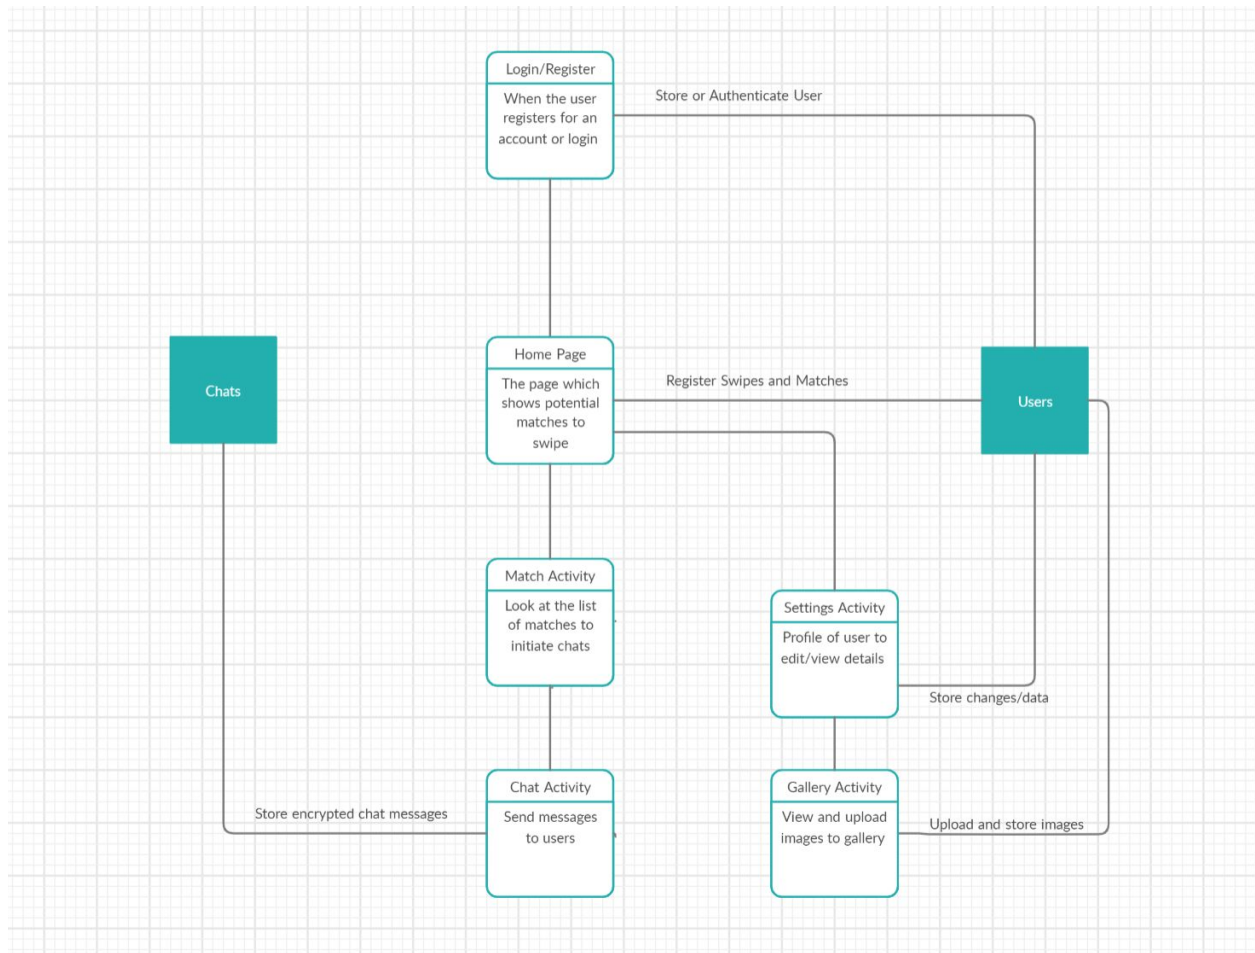 Login/Register
When the user
registers for an
account or login
Store or Authenticate User
Home Page
The page which
shows potential
matches to
swipe
Register Swipes and Matches
Chats
Users
Match Activity
Look at the list
of matches to
initiate chats
Settings Activity
Profile of user to
edit/view details
Store changes/data
Chat Activity
Send messages
to users
Store encrypted chat messages
Gallery Activity
View and upload
images to gallery
Upload and store images